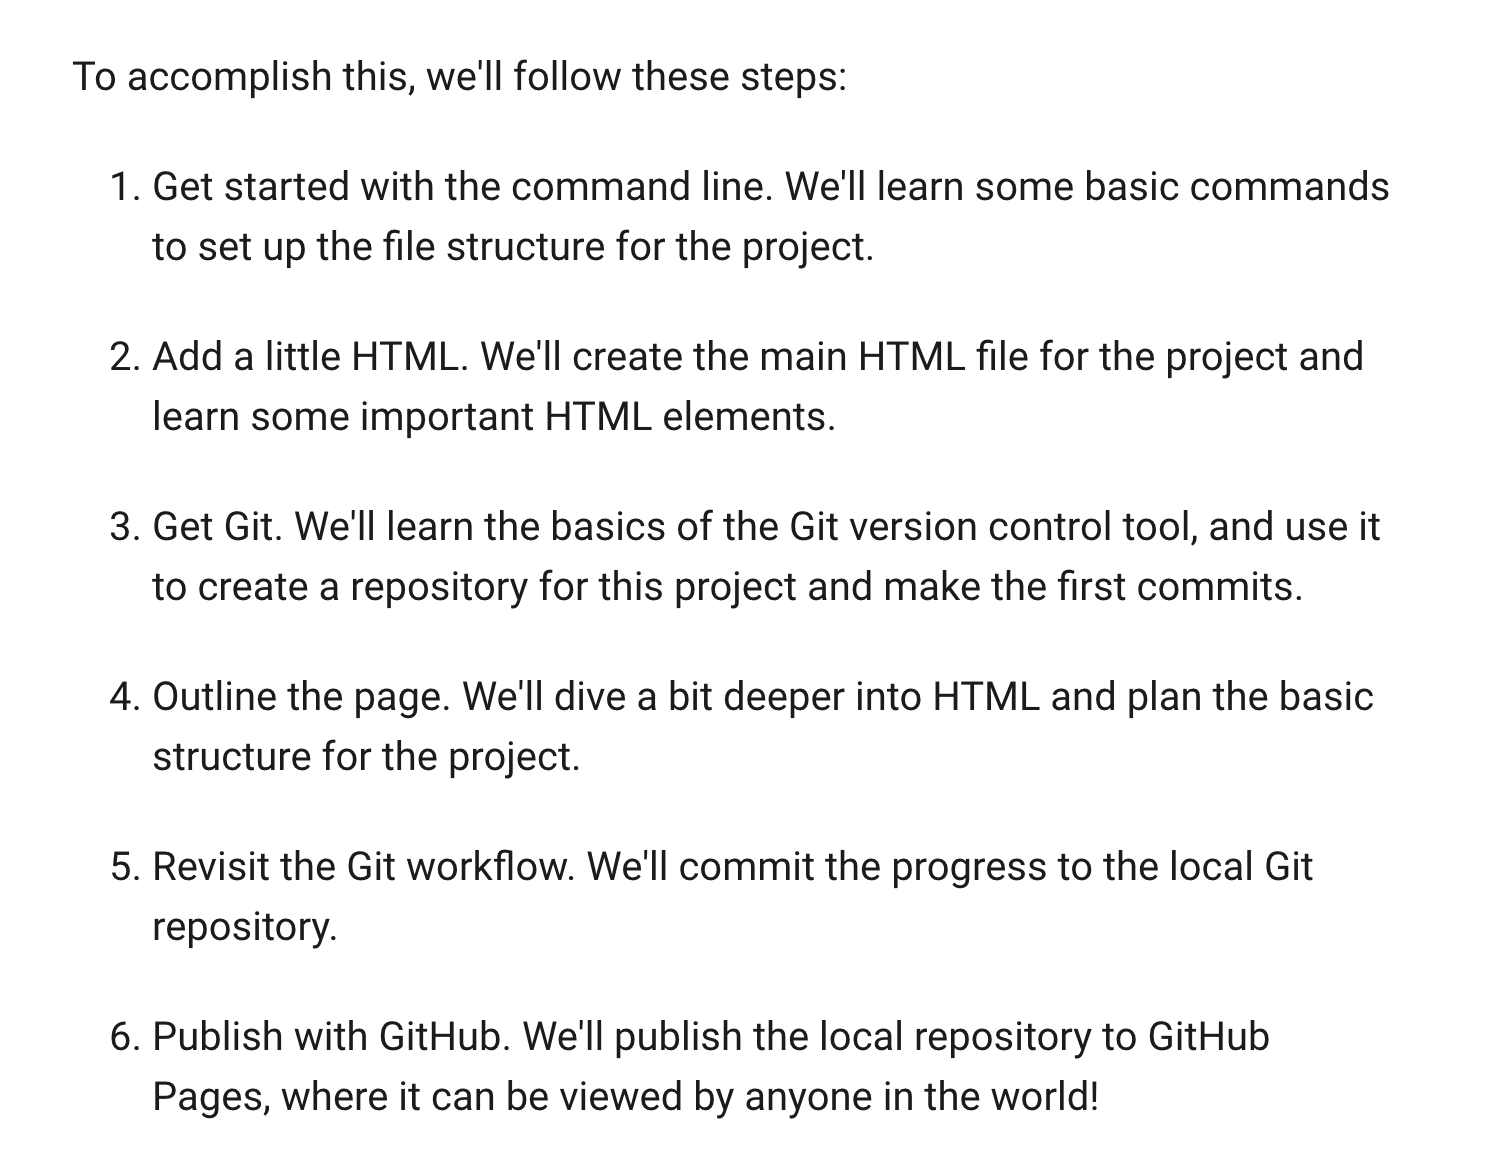 To accomplish this, we'll follow these steps:
1. Get started with the command line. We'll learn some basic commands
to set up the file structure for the project.
2. Add a little HTML. We'll create the main HTML file for the project and
learn some important HTML elements.
3. Get Git. We'll learn the basics of the Git version control tool, and use it
to create a repository for this project and make the first commits.
4. Outline the page. We'll dive a bit deeper into HTML and plan the basic
structure for the project.
5. Revisit the Git workflow. We'll commit the progress to the local Git
repository.
6. Publish with GitHub. We'll publish the local repository to GitHub
Pages, where it can be viewed by anyone in the world!